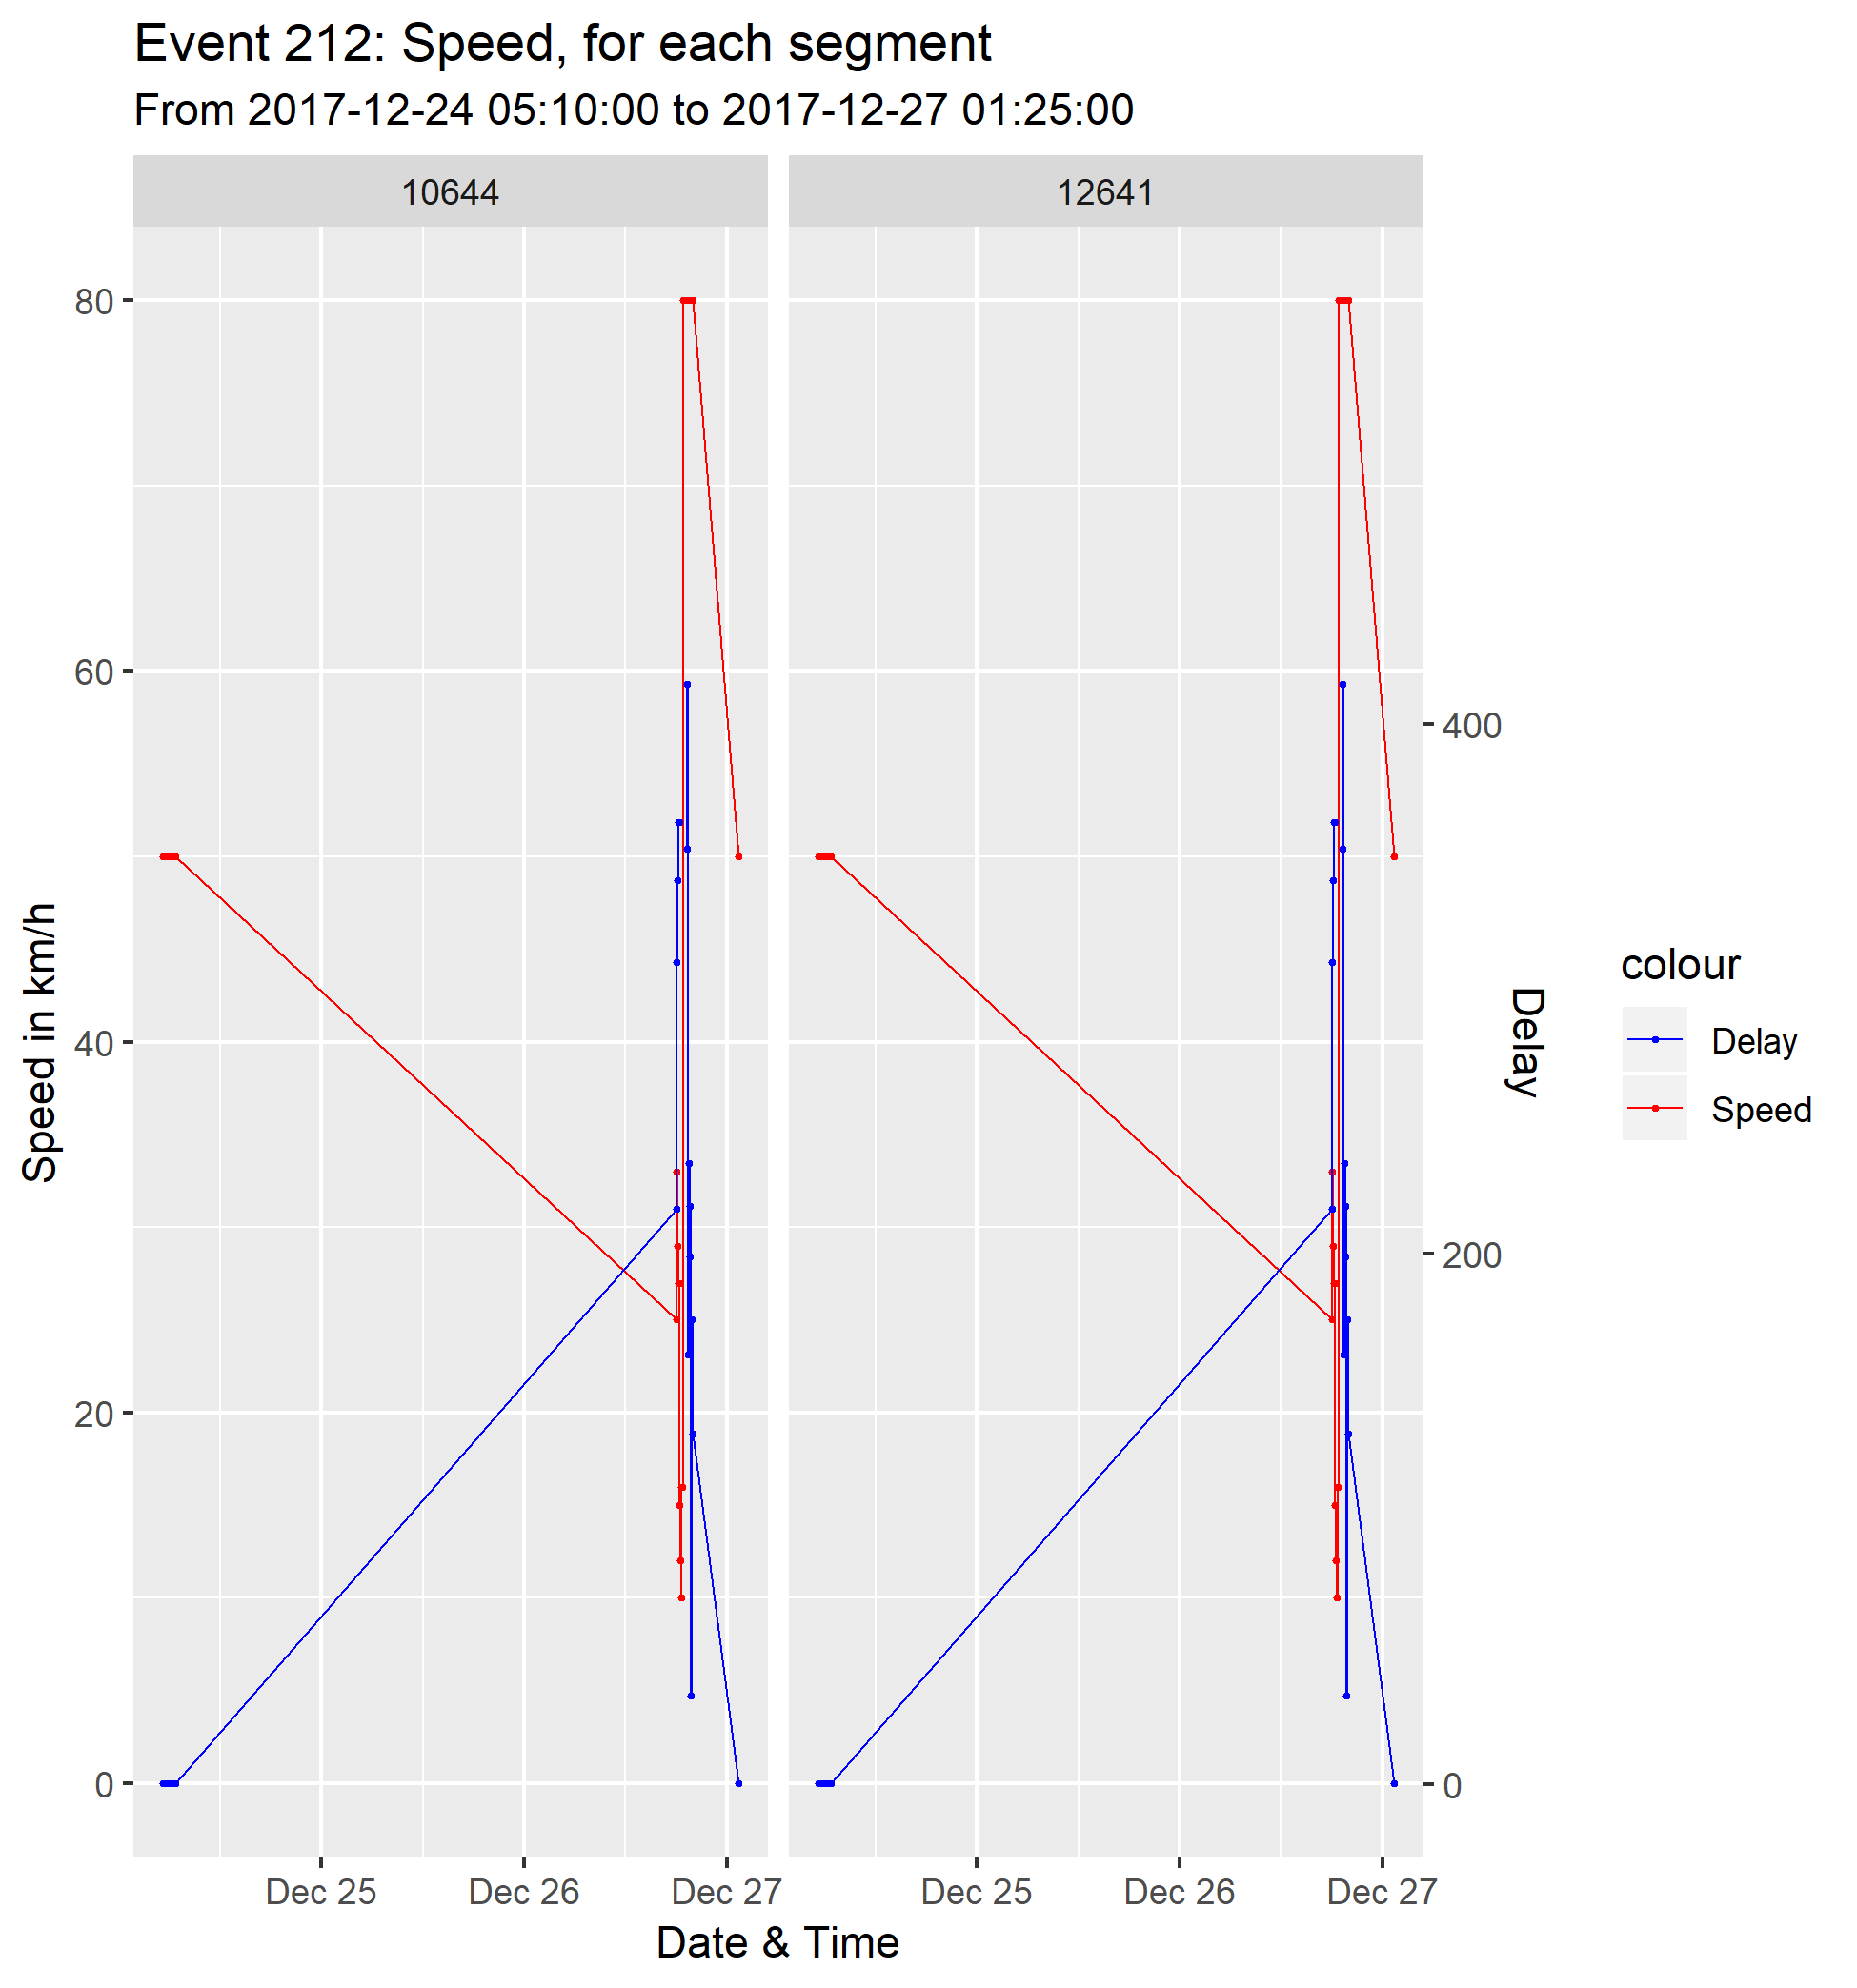 Event 212: Speed, for each segment
From 2017-12-24 05:10:00 to 2017-12-27 01:25:00
10644
12641
80
60
40
20
0
Speed in km/h
400
200
0
Delay
colour
Delay
Speed
Dec 25
Dec 26
Dec 27
Dec 25
Dec 26
Dec 27
Date & Time